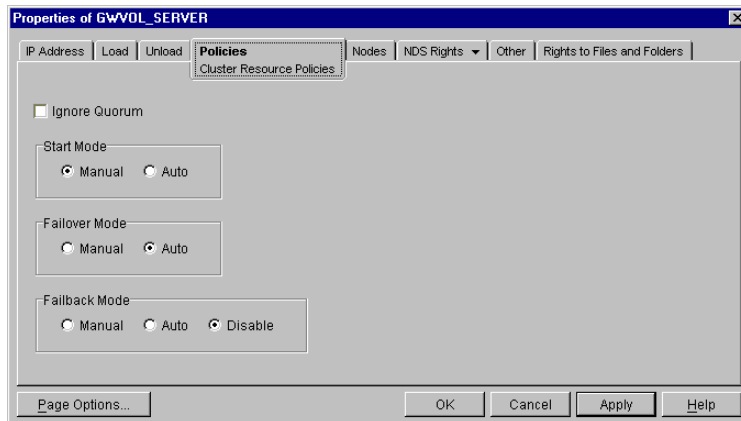 Properties of GWVOL_SERVER
IP Address Load Unload Policies Nodes NDS Rights Other Rights to Files and Folders
Cluster Resource Policies
Ignore Quorum
Start Mode
Manual Auto
Failover Mode
Manual Auto
Failback Mode
Manual Auto Disable
Page Options... OK Cancel Apply Help